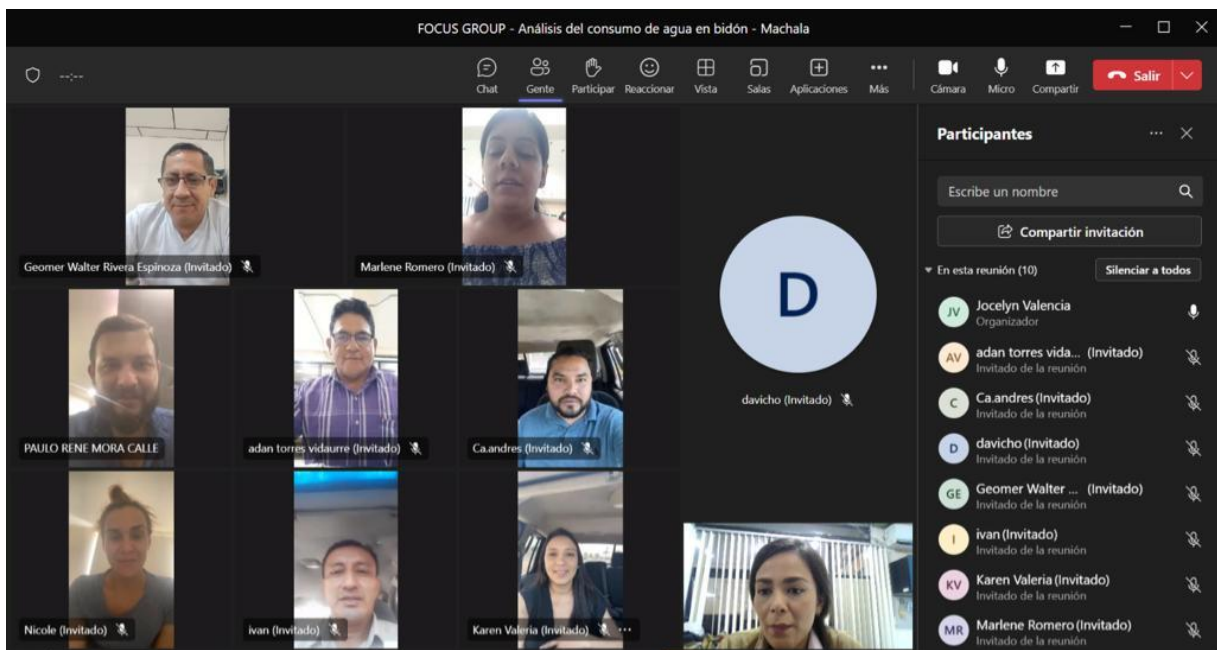 FOCUS GROUP - Análisis del consumo de agua en bidón - Machala
--:--
Chat
Gente
Participar
Reaccionar
Vista
Salas
Aplicaciones
Más
Cámara
Micro
Compartir
Salir
Geomer Walter Rivera Espinoza (Invitado)
Marlene Romero (Invitado)
PAULO RENE MORA CALLE
adan torres vidaurre (Invitado)
Ca.andres (Invitado)
D
davicho (Invitado)
Nicole (Invitado)
ivan (Invitado)
Karen Valeria (Invitado)
Participantes
Escribe un nombre
Compartir invitación
En esta reunión (10)
Silenciar a todos
JV
Jocelyn Valencia
Organizador
AV
adan torres vida... (Invitado)
Invitado de la reunión
C
Ca.andres (Invitado)
Invitado de la reunión
D
davicho (Invitado)
Invitado de la reunión
GE
Geomer Walter ... (Invitado)
Invitado de la reunión
I
ivan (Invitado)
Invitado de la reunión
KV
Karen Valeria (Invitado)
Invitado de la reunión
MR
Marlene Romero (Invitado)
Invitado de la reunión